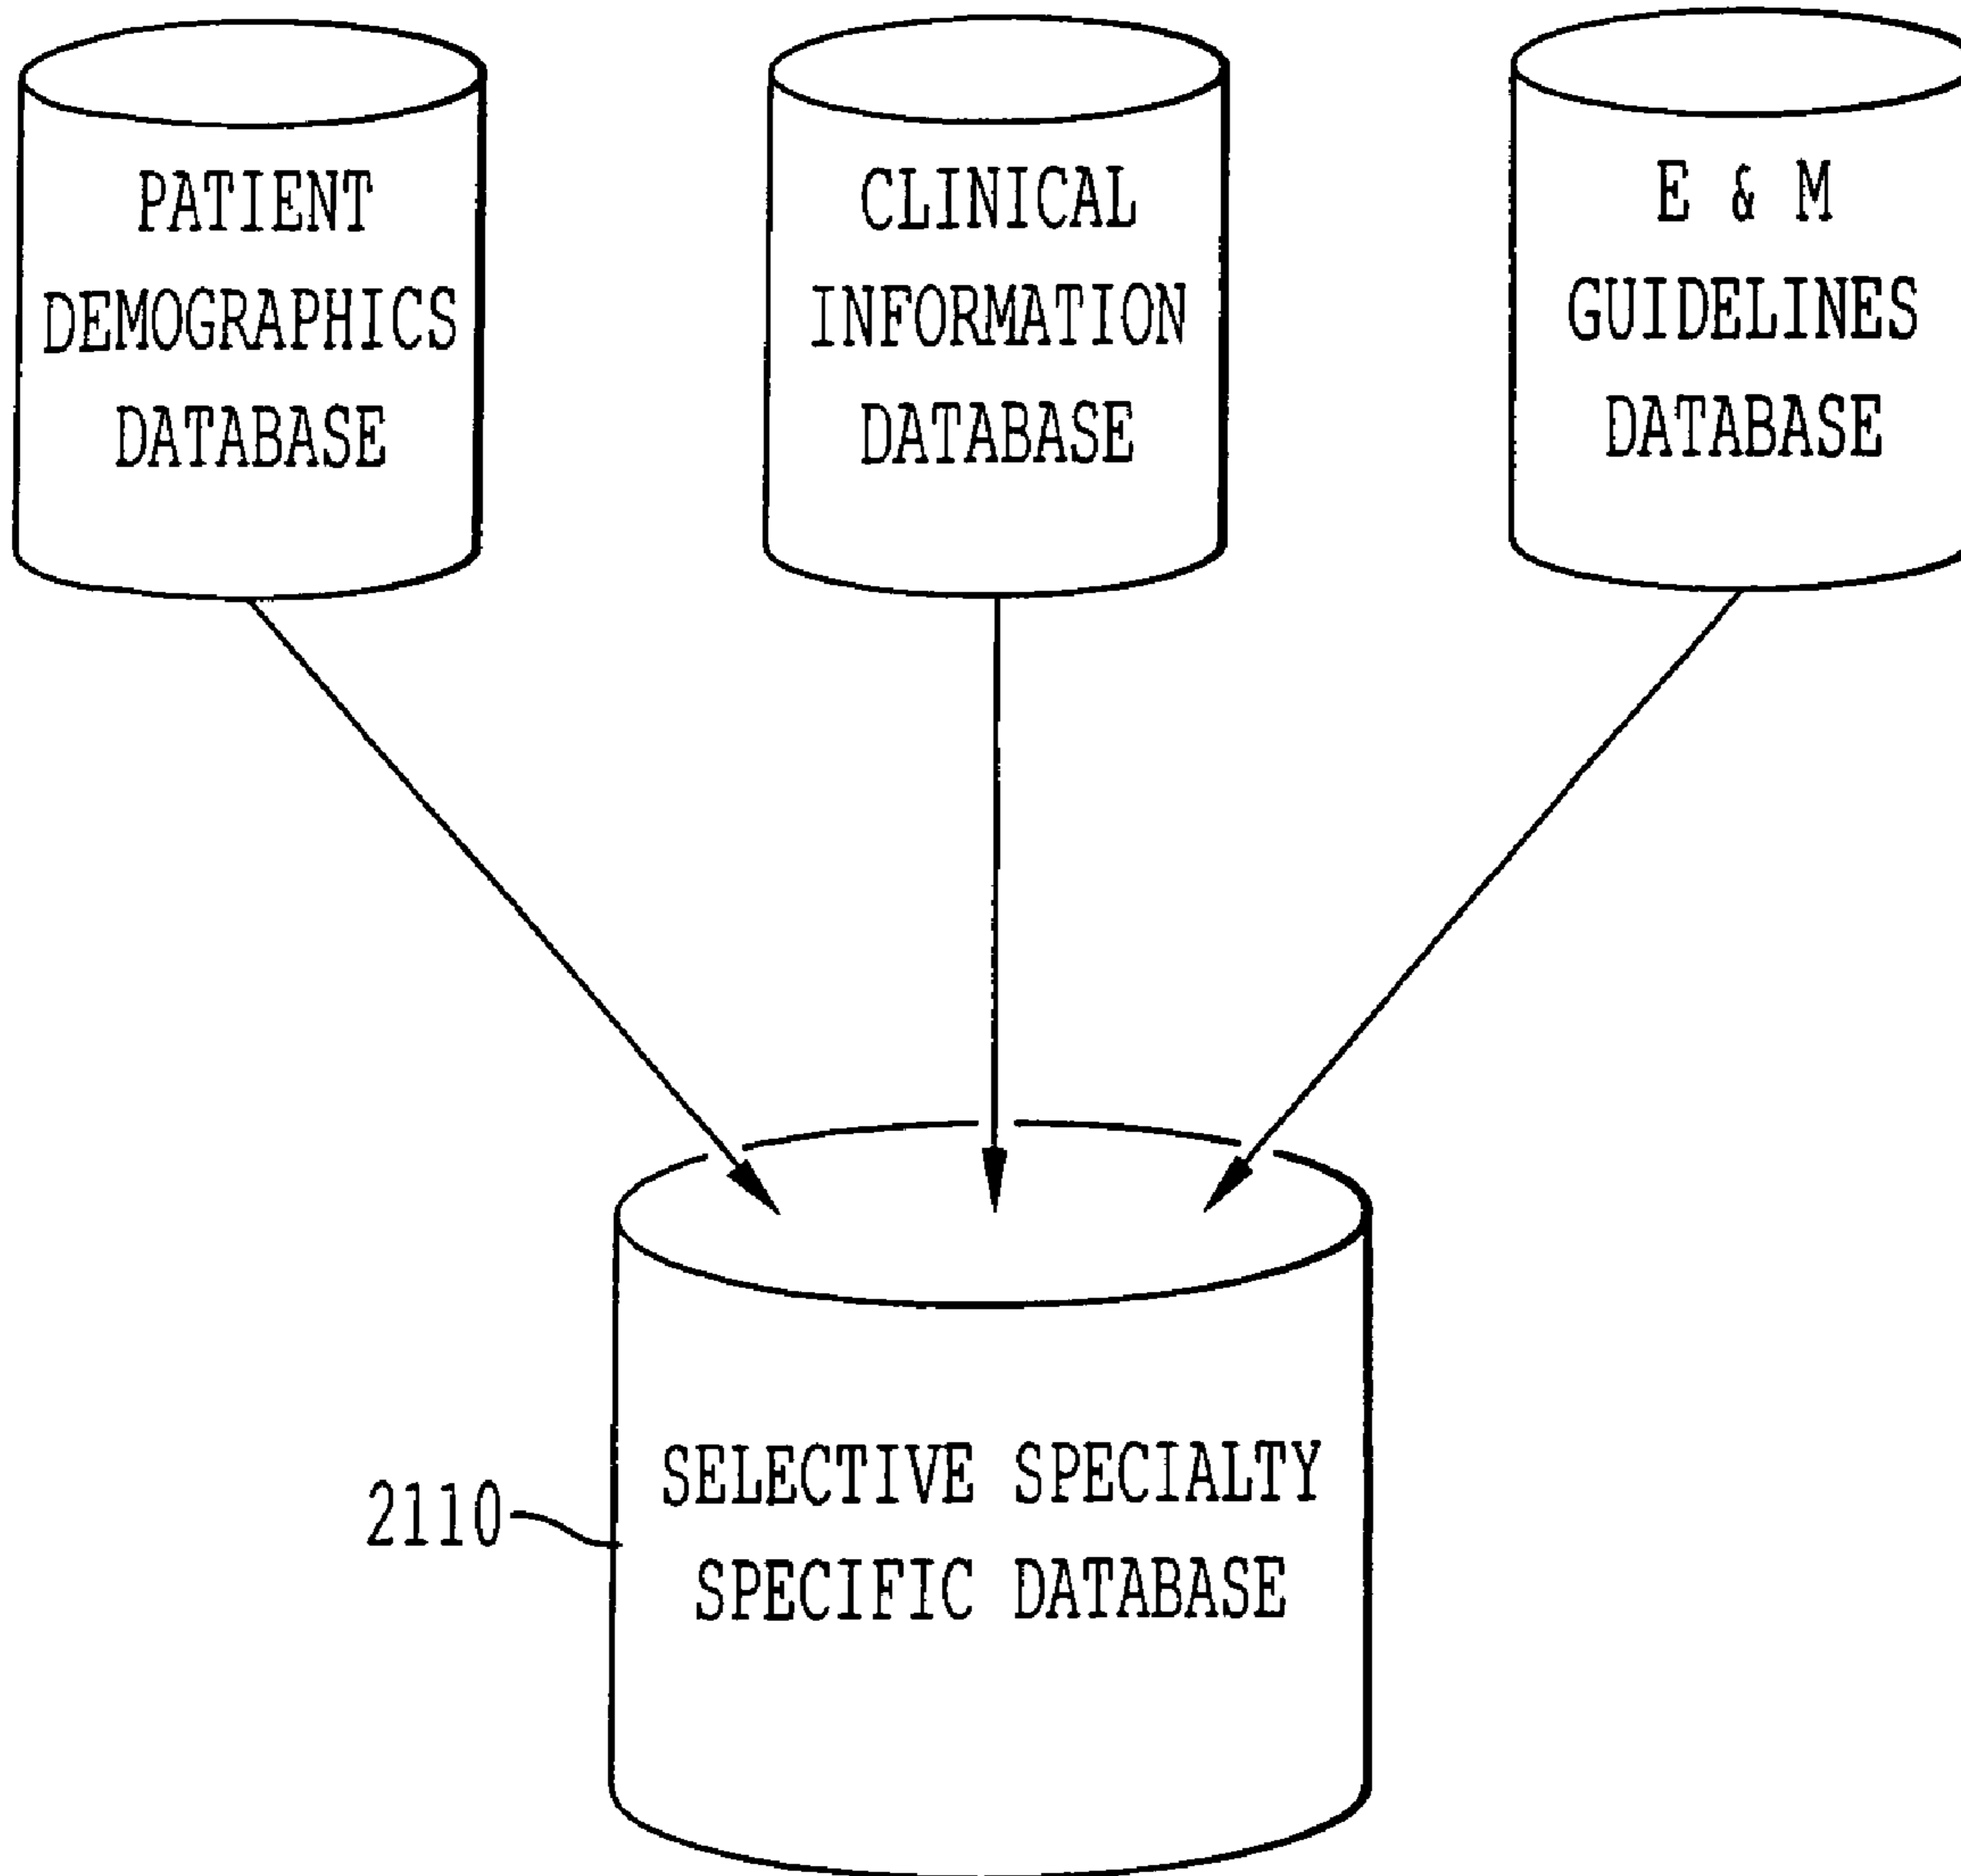 PATIENT
DEMOGRAPHICS
DATABASE
CLINICAL
INFORMATION
DATABASE
E & M
GUIDELINES
DATABASE
2110
SELECTIVE SPECIALTY
SPECIFIC DATABASE